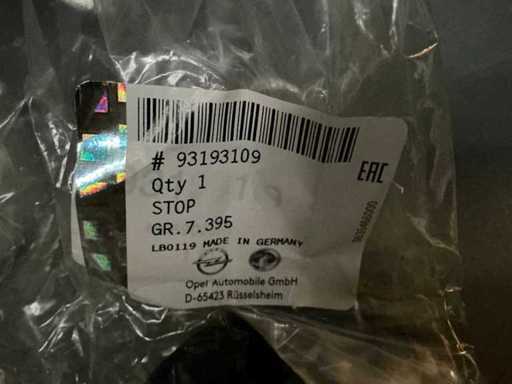 # 93193109
Qty 1
STOP
GR.7.395
LB0119 MADE IN GERMANY
Opel Automobile GmbH
D-65423 Rüsselsheim
EAC